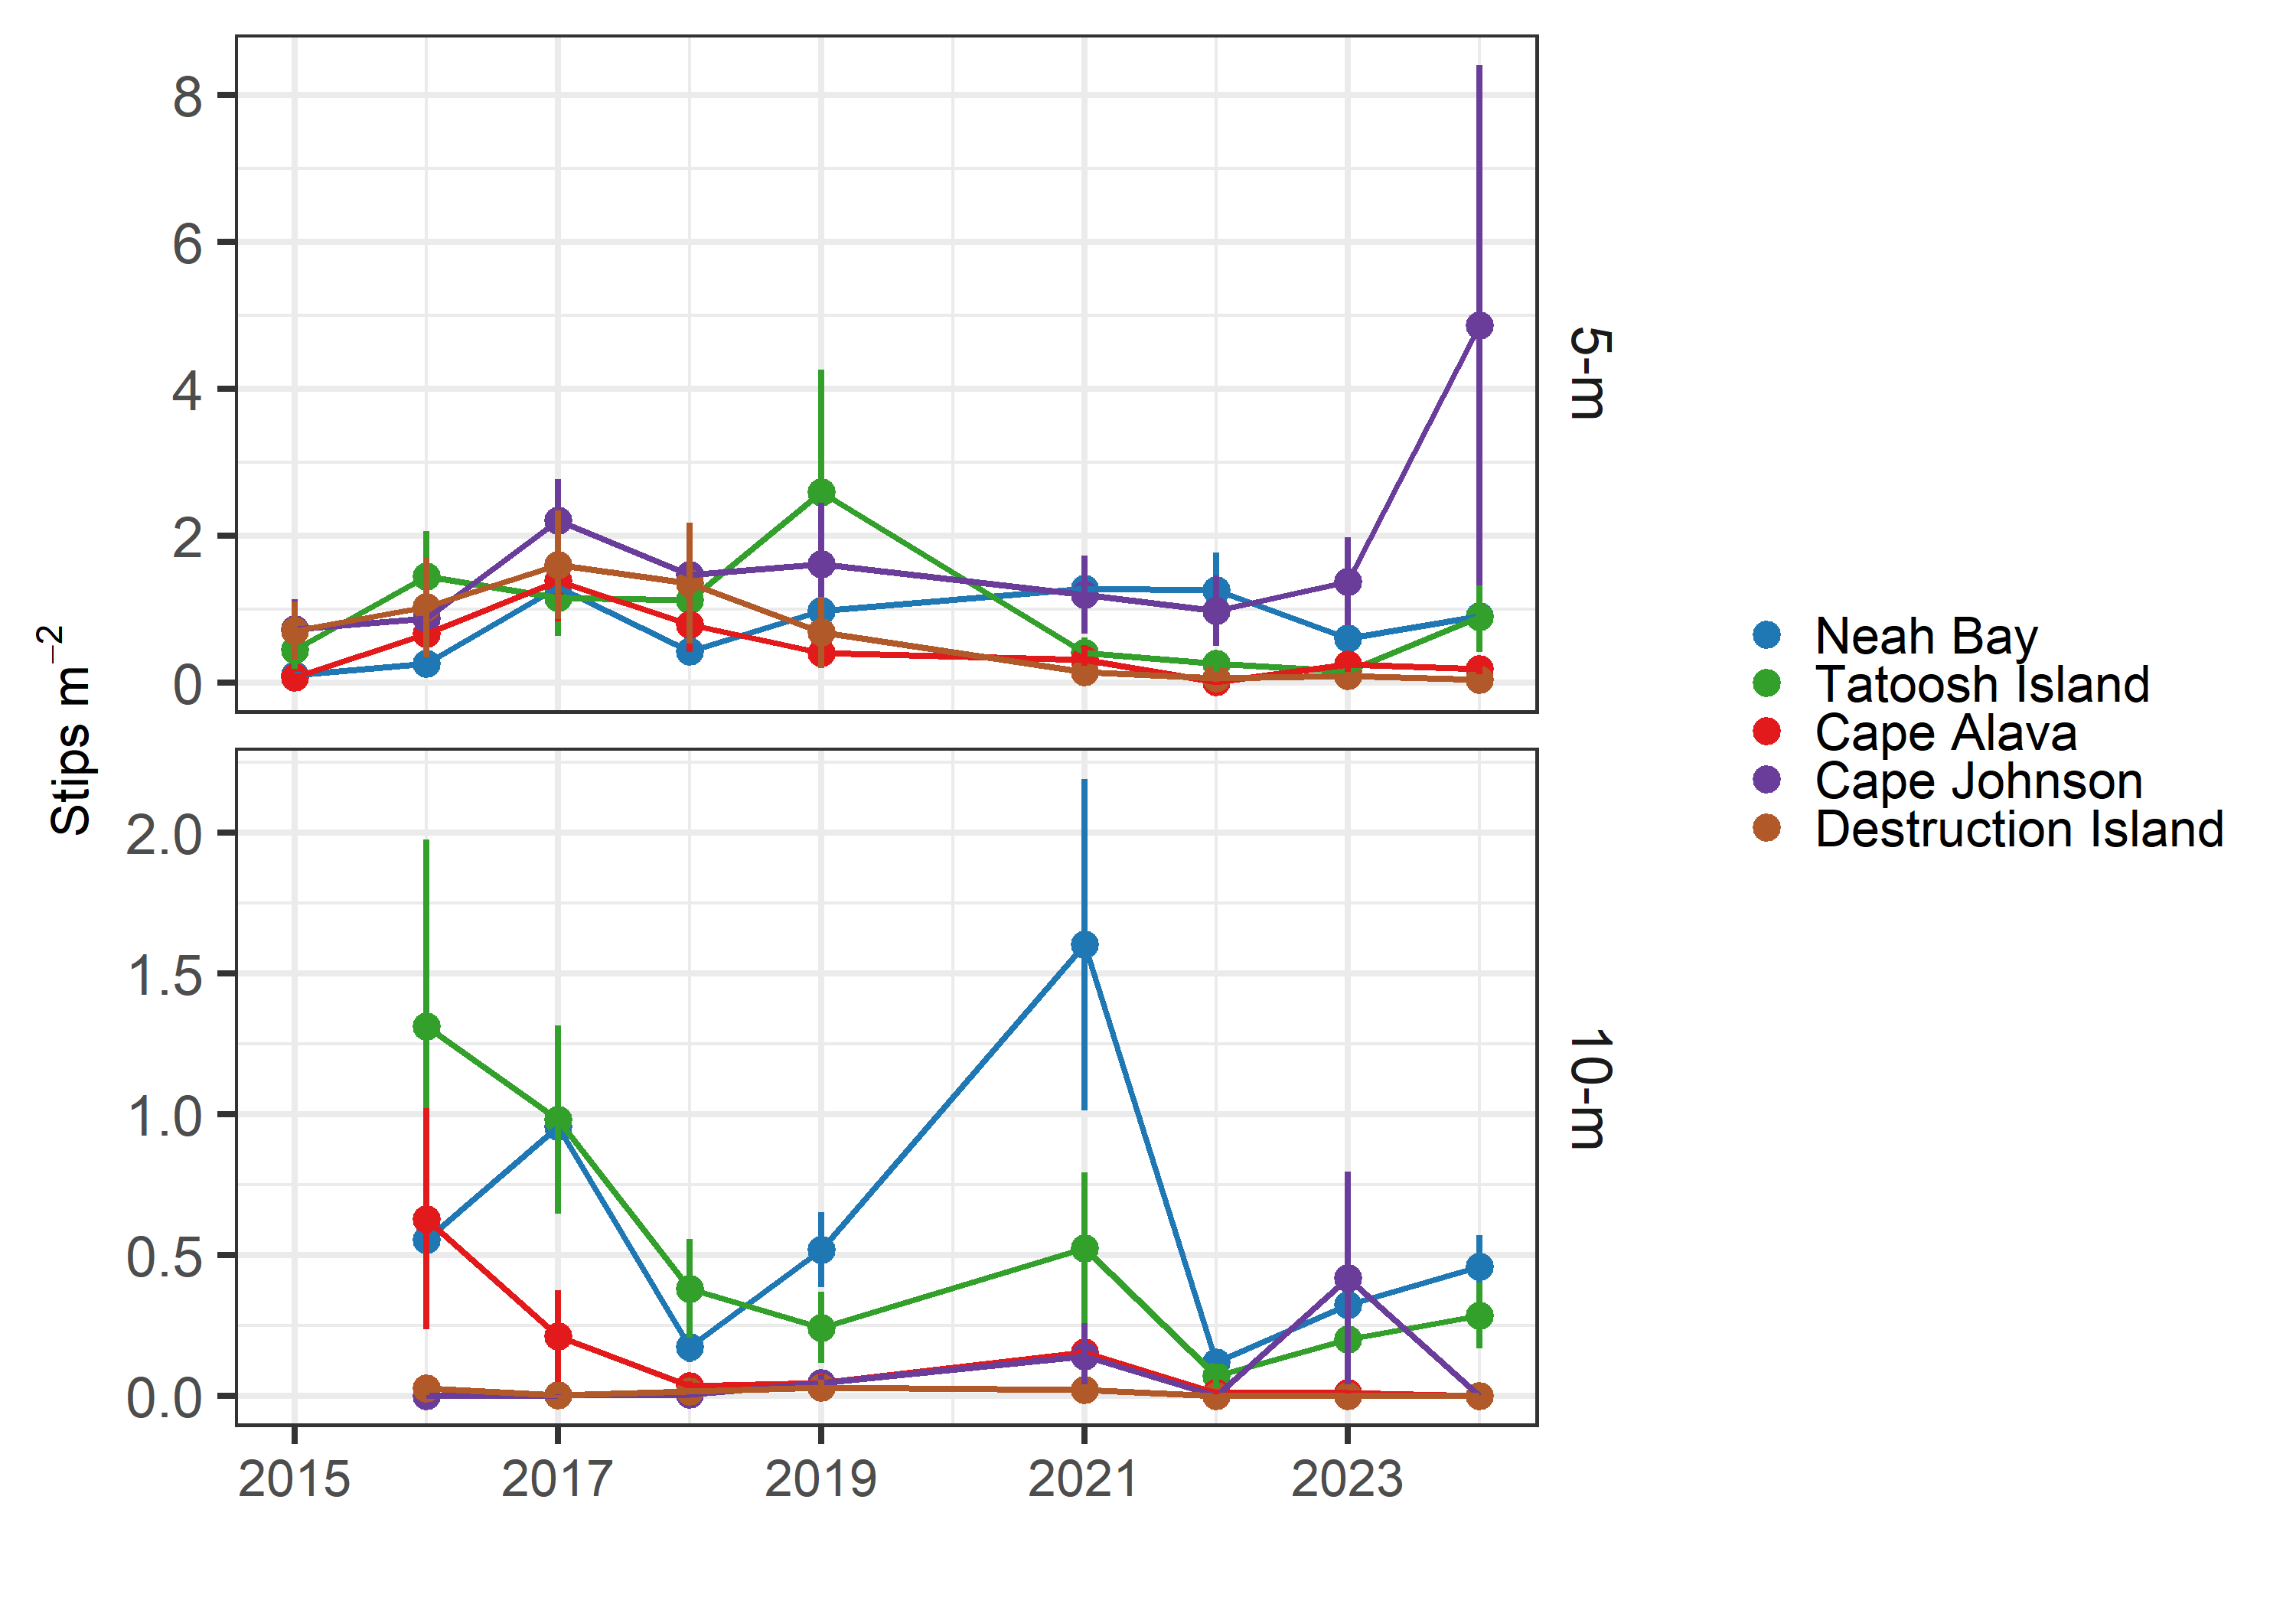 8
6
4
2
0
5-m
Stips m⁻²
2.0
1.5
1.0
0.5
0.0
10-m
2015 2017 2019 2021 2023
Neah Bay
Tatoosh Island
Cape Alava
Cape Johnson
Destruction Island